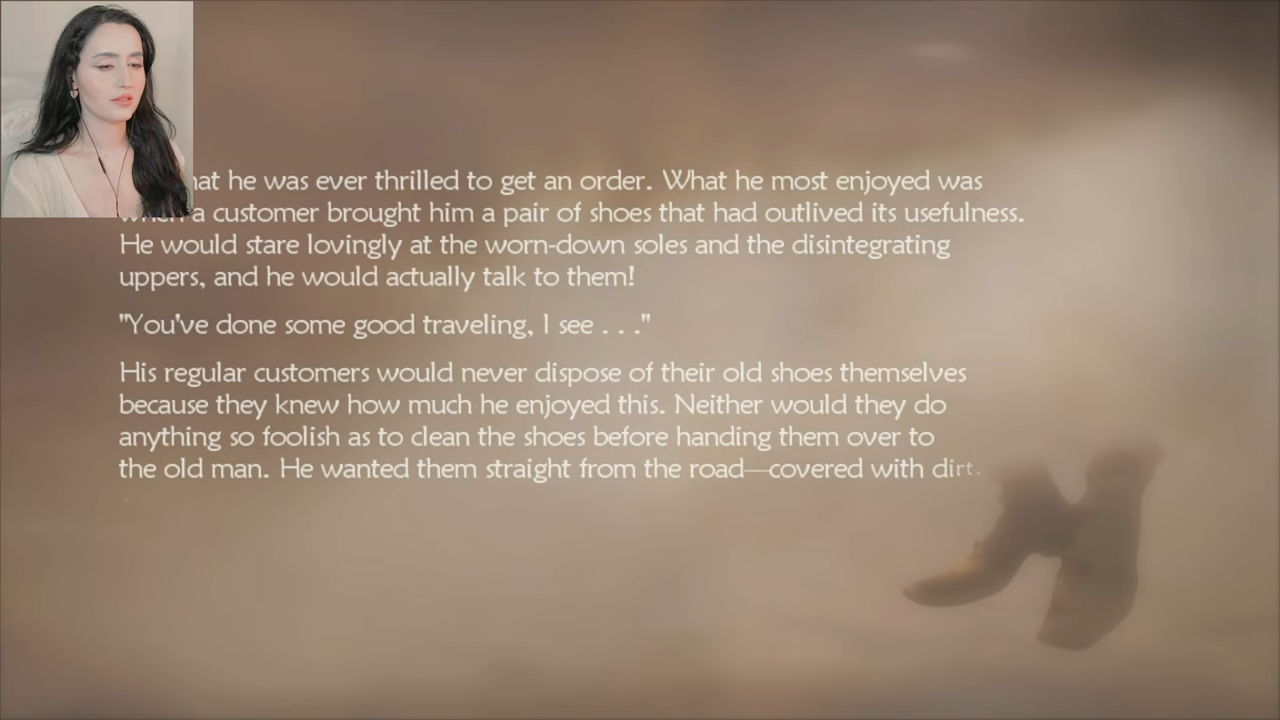 he was ever thrilled to get an order. What he most enjoyed was
a customer brought him a pair of shoes that had outlived its usefulness.
He would stare lovingly at the worn-down soles and the disintegrating
uppers, and he would actually talk to them!
"You've done some good traveling, I see . . ."
His regular customers would never dispose of their old shoes themselves
because they knew how much he enjoyed this. Neither would they do
anything so foolish as to clean the shoes before handing them over to
the old man. He wanted them straight from the road—covered with dirt.